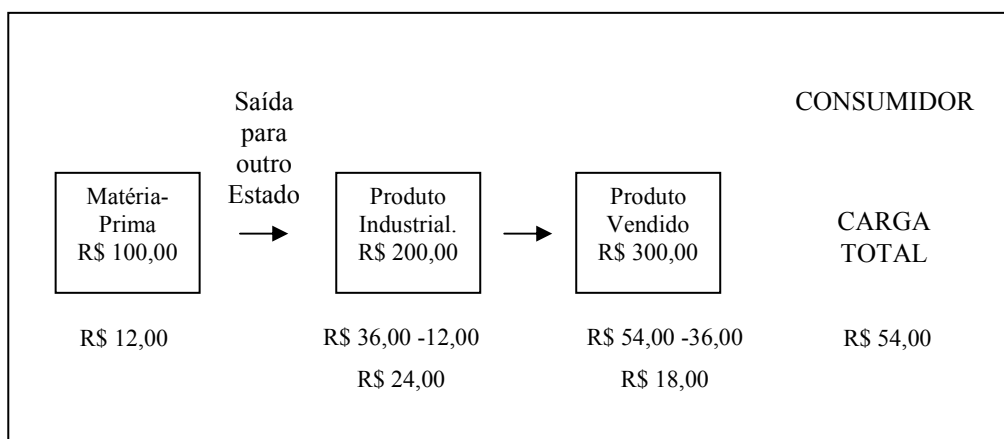 Saída
para
outro
Estado
CONSUMIDOR
Matéria-
Prima
R$ 100,00
Produto
Industrial.
R$ 200,00
Produto
Vendido
R$ 300,00
CARGA
TOTAL
R$ 12,00
R$ 36,00 -12,00
R$ 24,00
R$ 54,00 -36,00
R$ 18,00
R$ 54,00